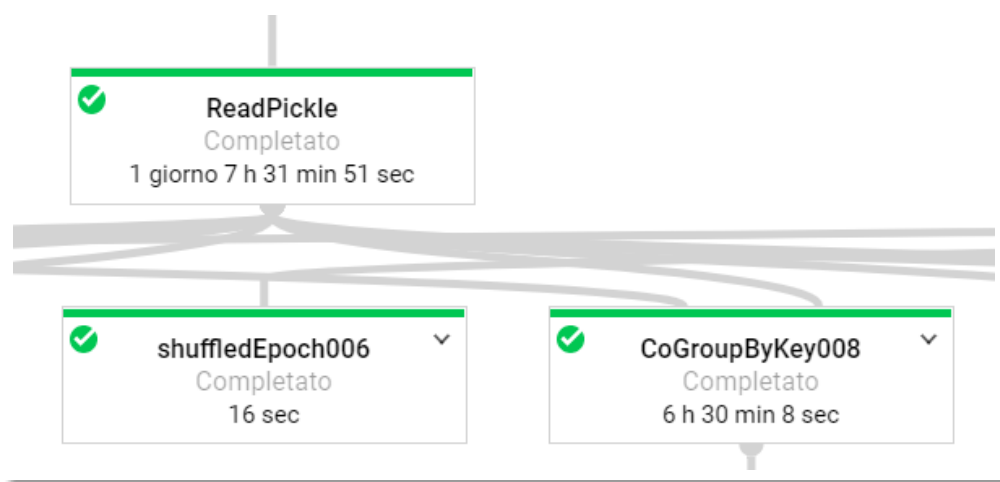 ReadPickle
Completato
1 giorno 7 h 31 min 51 sec
shuffledEpoch006
Completato
16 sec
CoGroupByKey008
Completato
6 h 30 min 8 sec